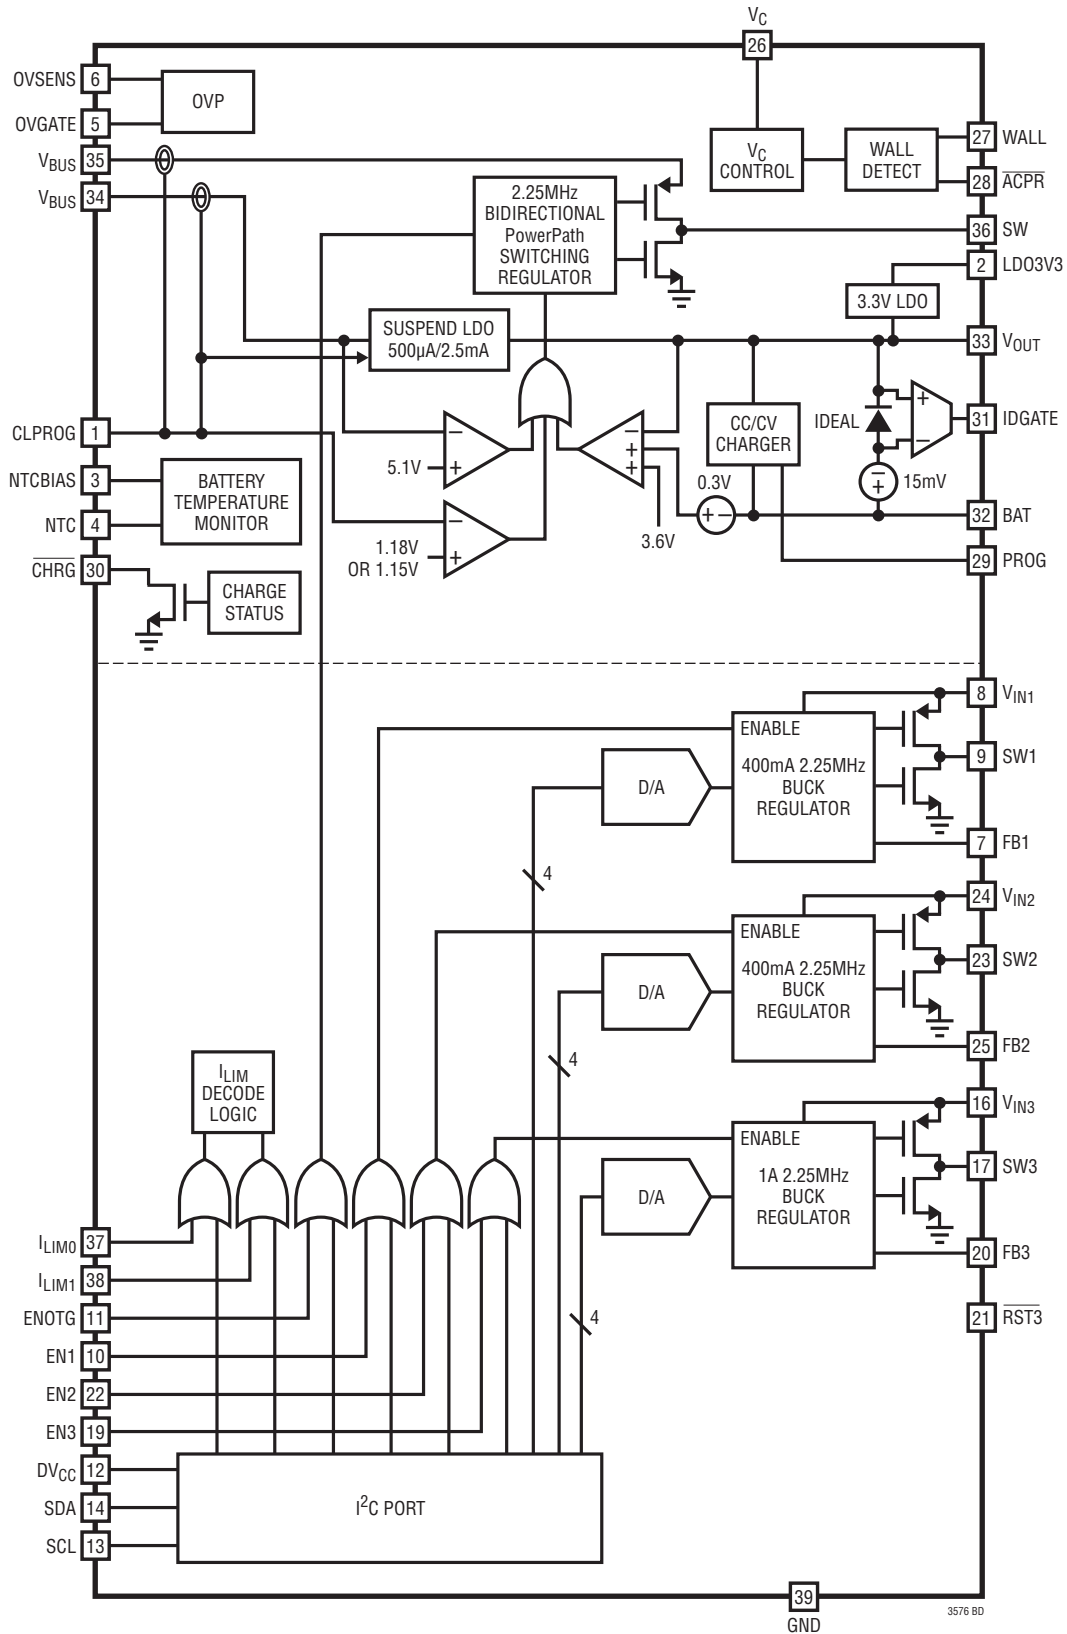 V_C
26
OVSENS 6
OVP
OVGATE 5
V_BUS 35
V_BUS 34
27 WALL
V_C
CONTROL
WALL
DETECT
28 ACPR
2.25MHz
BIDIRECTIONAL
PowerPath
SWITCHING
REGULATOR
36 SW
2 LDO3V3
3.3V LDO
SUSPEND LDO
500µA/2.5mA
33 V_OUT
CC/CV
CHARGER
IDEAL
+
−
31 IDGATE
CLPROG 1
−
+
5.1V
−
+
+
0.3V
+ −
−
+
15mV
NTCBIAS 3
NTC 4
BATTERY
TEMPERATURE
MONITOR
−
+
1.18V
OR 1.15V
3.6V
32 BAT
29 PROG
CHRG 30
CHARGE
STATUS
8 V_IN1
ENABLE
400mA 2.25MHz
BUCK
REGULATOR
D/A
9 SW1
7 FB1
4
24 V_IN2
ENABLE
400mA 2.25MHz
BUCK
REGULATOR
D/A
23 SW2
25 FB2
4
I_LIM
DECODE
LOGIC
16 V_IN3
ENABLE
1A 2.25MHz
BUCK
REGULATOR
D/A
17 SW3
20 FB3
4
21 RST3
I_LIM0 37
I_LIM1 38
ENOTG 11
EN1 10
EN2 22
EN3 19
DV_CC 12
SDA 14
SCL 13
I²C PORT
39
GND
3576 BD